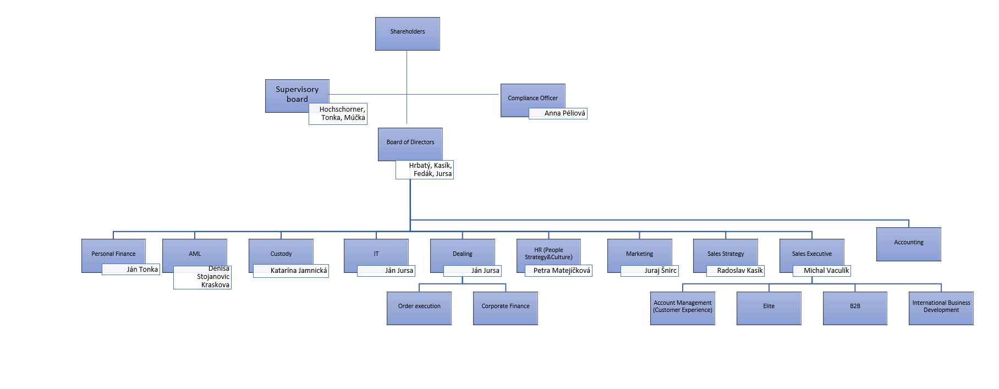 Shareholders
Supervisory
board
Hochschorner,
Tonka, Múčka
Compliance Officer
Anna Péliová
Board of Directors
Hrbatý, Kasík,
Fedák, Jursa
Personal Finance
Ján Tonka
AML
Denisa
Stojanovic
Kraskova
Custody
Katarína Jamnická
IT
Ján Jursa
Dealing
Ján Jursa
HR (People
Strategy&Culture)
Petra Matejíčková
Marketing
Juraj Šnirc
Sales Strategy
Radoslav Kasík
Sales Executive
Michal Vaculík
Accounting
Order execution
Corporate Finance
Account Management
(Customer Experience)
Elite
B2B
International Business
Development